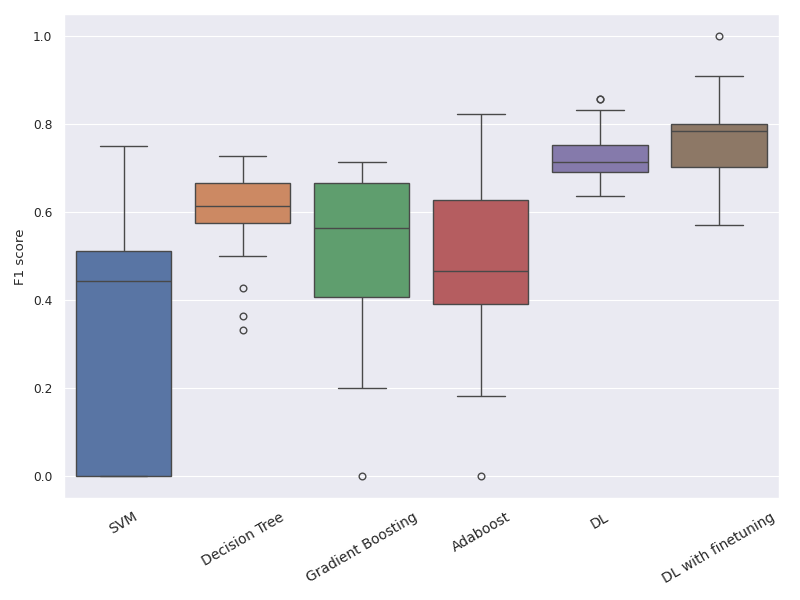 1.0
0.8
0.6
0.4
0.2
0.0
F1 score
SVM
Decision Tree
Gradient Boosting
Adaboost
DL
DL with finetuning